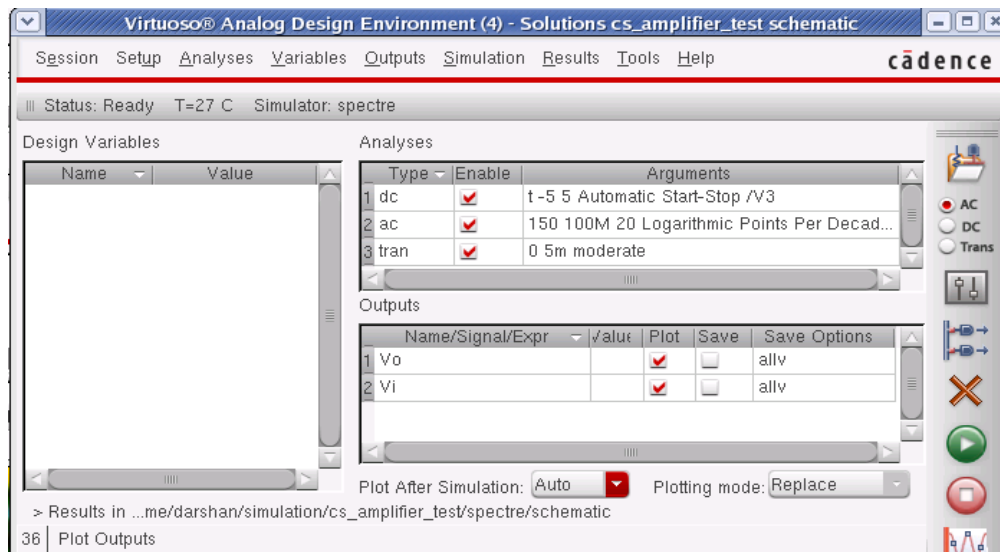 Virtuoso® Analog Design Environment (4) - Solutions cs_amplifier_test schematic
Session Setup Analyses Variables Outputs Simulation Results Tools Help cādence
Status: Ready T=27 C Simulator: spectre
Design Variables
Name Value
Analyses
Type Enable Arguments
1 dc t -5 5 Automatic Start-Stop /V3
2 ac 150 100M 20 Logarithmic Points Per Decad...
3 tran 0 5m moderate
AC
DC
Trans
Outputs
Name/Signal/Expr Value Plot Save Save Options
1 Vo allv
2 Vi allv
Plot After Simulation: Auto Plotting mode: Replace
> Results in ...me/darshan/simulation/cs_amplifier_test/spectre/schematic
36 Plot Outputs